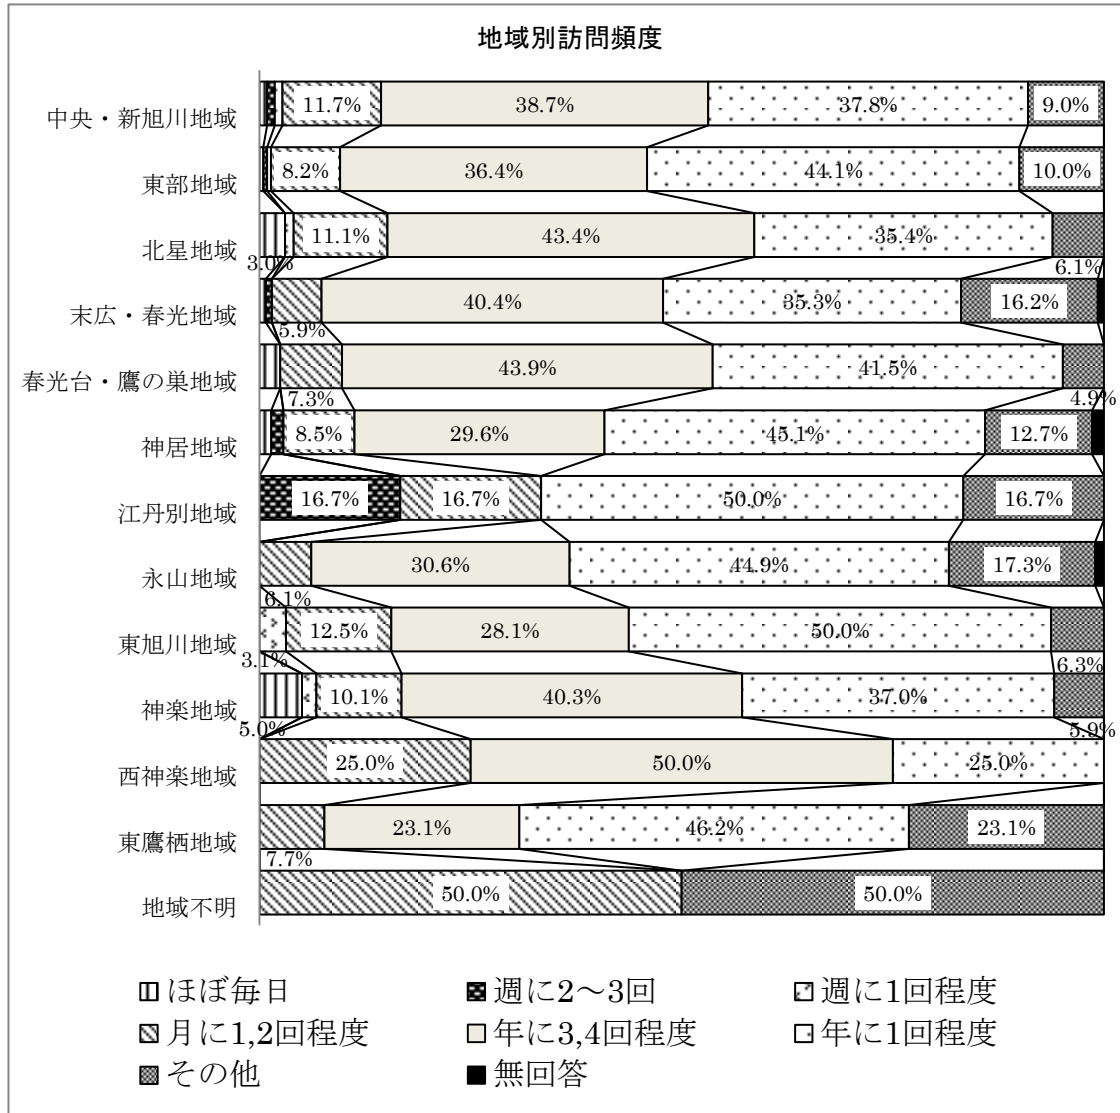 地域別訪問頻度
中央・新旭川地域 11.7% 38.7% 37.8% 9.0%
東部地域 8.2% 36.4% 44.1% 10.0%
北星地域 3.0% 11.1% 43.4% 35.4% 6.1%
末広・春光地域 5.9% 40.4% 35.3% 16.2%
春光台・鷹の巣地域 7.3% 43.9% 41.5% 4.9%
神居地域 8.5% 29.6% 45.1% 12.7%
江丹別地域 16.7% 16.7% 50.0% 16.7%
永山地域 6.1% 30.6% 44.9% 17.3%
東旭川地域 3.1% 12.5% 28.1% 50.0% 6.3%
神楽地域 5.0% 10.1% 40.3% 37.0% 5.9%
西神楽地域 25.0% 50.0% 25.0%
東鷹栖地域 7.7% 23.1% 46.2% 23.1%
地域不明 50.0% 50.0%
ほぼ毎日 週に2～3回 週に1回程度
月に1,2回程度 年に3,4回程度 年に1回程度
その他 無回答